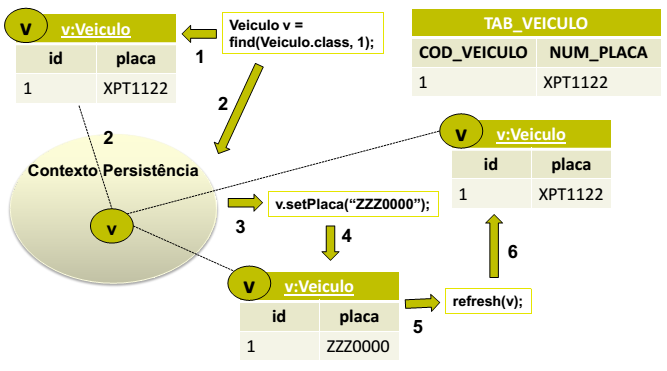 v
v:Veiculo
id placa
1 XPT1122
1
Veiculo v =
find(Veiculo.class, 1);
2
TAB_VEICULO
COD_VEICULO NUM_PLACA
1 XPT1122
2
Contexto Persistência
v
3
v.setPlaca(“ZZZ0000”);
4
v
v:Veiculo
id placa
1 ZZZ0000
5
refresh(v);
6
v
v:Veiculo
id placa
1 XPT1122